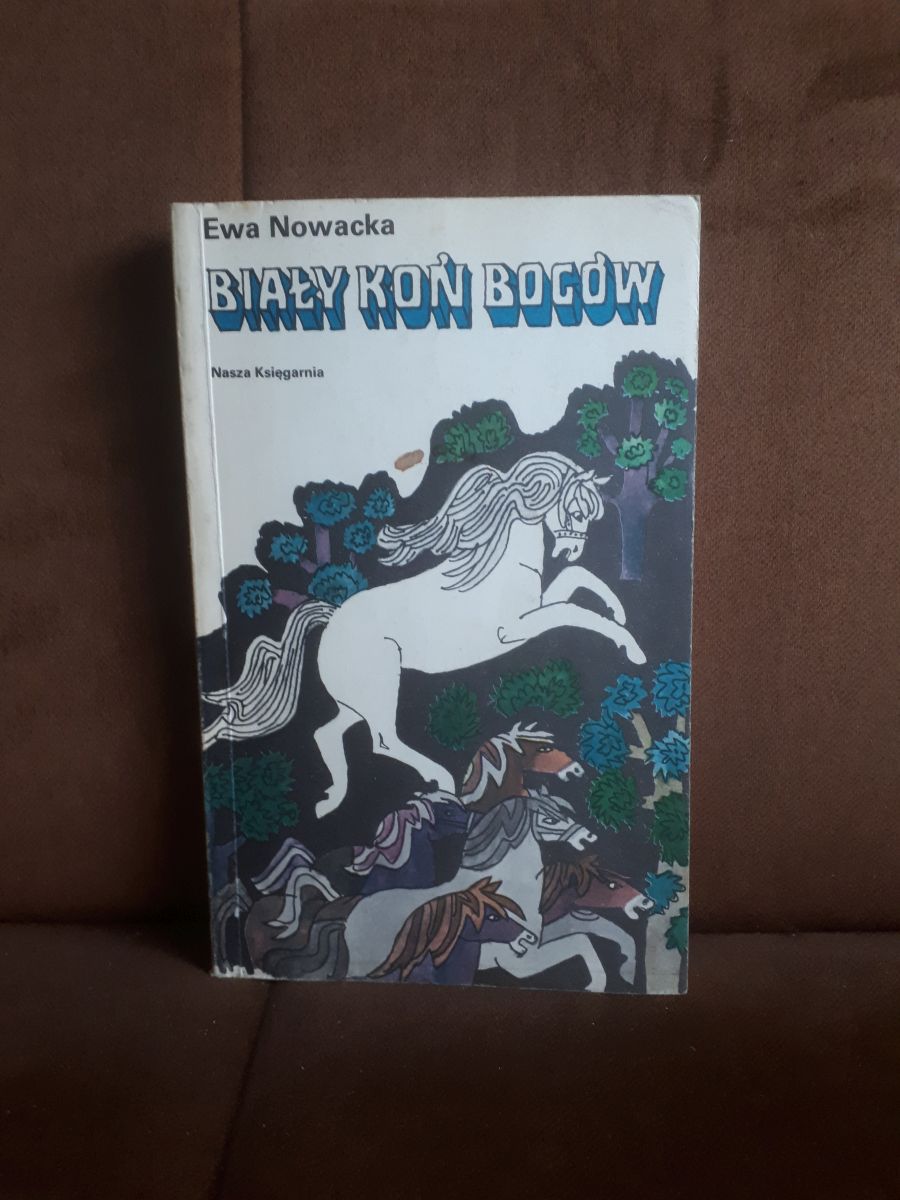 Ewa Nowacka
BIAŁY KOŃ BOGÓW
Nasza Księgarnia